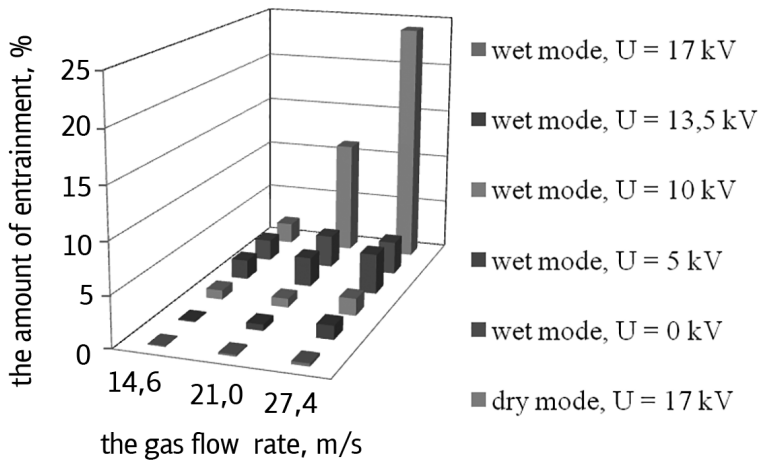 the amount of entrainment, %
25
20
15
10
5
0
14,6
21,0
27,4
the gas flow rate, m/s
wet mode, U = 17 kV
wet mode, U = 13,5 kV
wet mode, U = 10 kV
wet mode, U = 5 kV
wet mode, U = 0 kV
dry mode, U = 17 kV